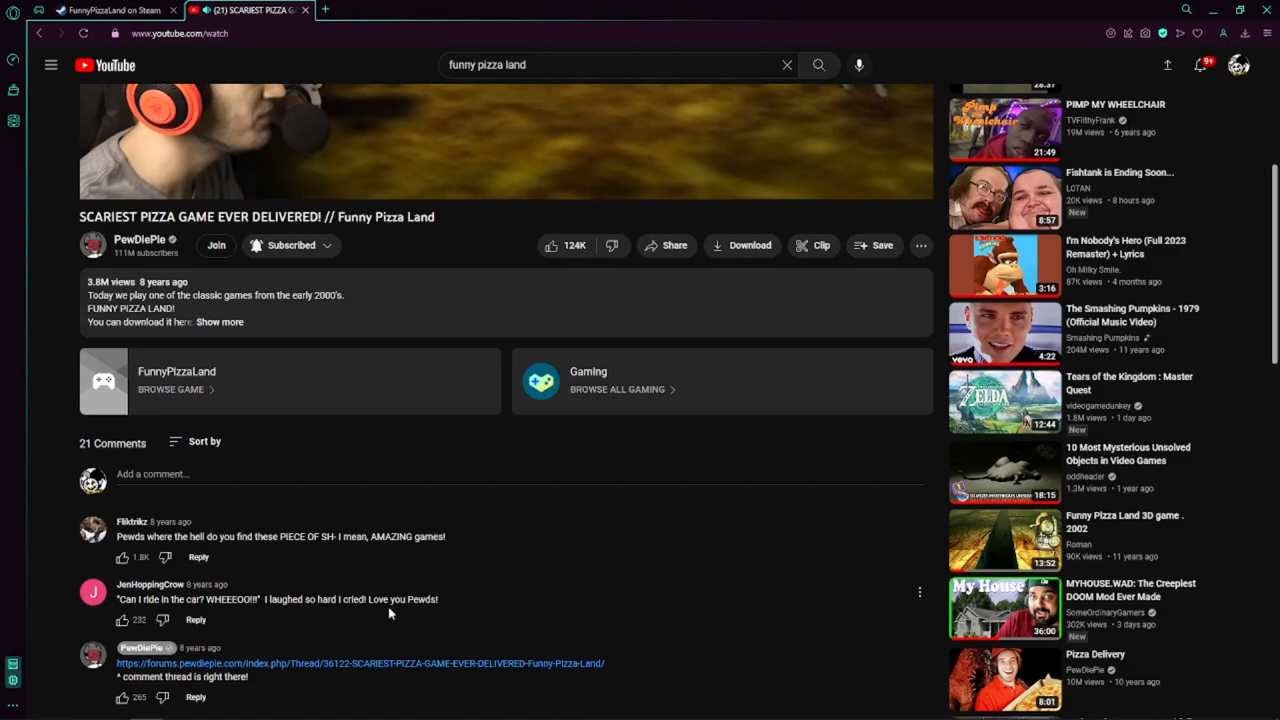 FunnyPizzaLand on Steam
(21) SCARIEST PIZZA G
www.youtube.com/watch
YouTube
funny pizza land
9+
SCARIEST PIZZA GAME EVER DELIVERED! // Funny Pizza Land
PewDiePie
111M subscribers
Join
Subscribed
124K
Share
Download
Clip
Save
3.8M views 8 years ago
Today we play one of the classic games from the early 2000's.
FUNNY PIZZA LAND!
You can download it here: Show more
FunnyPizzaLand
BROWSE GAME
Gaming
BROWSE ALL GAMING
21 Comments
Sort by
Add a comment...
Fliktrikz 8 years ago
Pewds where the hell do you find these PIECE OF SH- I mean, AMAZING games!
1.8K
Reply
JenHoppingCrow 8 years ago
"Can I ride in the car? WHEEEOO!!!" I laughed so hard I cried! Love you Pewds!
232
Reply
PewDiePie 8 years ago
https://forums.pewdiepie.com/index.php/Thread/36122-SCARIEST-PIZZA-GAME-EVER-DELIVERED-Funny-Pizza-Land/
^ comment thread is right there!
265
Reply
28:37
Pimp my Wheelchair
21:49
PIMP MY WHEELCHAIR
TVFilthyFrank
19M views • 6 years ago
8:57
Fishtank is Ending Soon...
L0TAN
20K views • 8 hours ago
New
3:16
I'm Nobody's Hero (Full 2023
Remaster) + Lyrics
Oh Milky Smile.
87K views • 4 months ago
vevo
4:22
The Smashing Pumpkins - 1979
(Official Music Video)
Smashing Pumpkins
204M views • 11 years ago
ZELDA
12:44
Tears of the Kingdom : Master
Quest
videogamedunkey
1.8M views • 1 day ago
New
18:15
10 Most Mysterious Unsolved
Objects in Video Games
oddheader
1.3M views • 1 year ago
13:52
Funny Pizza Land 3D game .
2002
Roman
90K views • 11 years ago
My House
36:00
MYHOUSE.WAD: The Creepiest
DOOM Mod Ever Made
SomeOrdinaryGamers
302K views • 3 days ago
New
8:01
Pizza Delivery
PewDiePie
10M views • 10 years ago